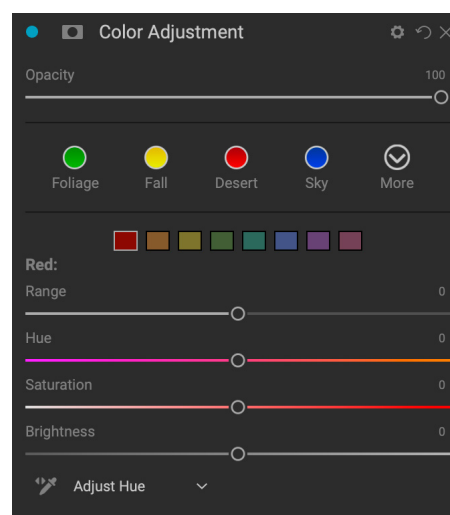 Color Adjustment
Opacity 100
Foliage Fall Desert Sky More
Red:
Range 0
Hue 0
Saturation 0
Brightness 0
Adjust Hue